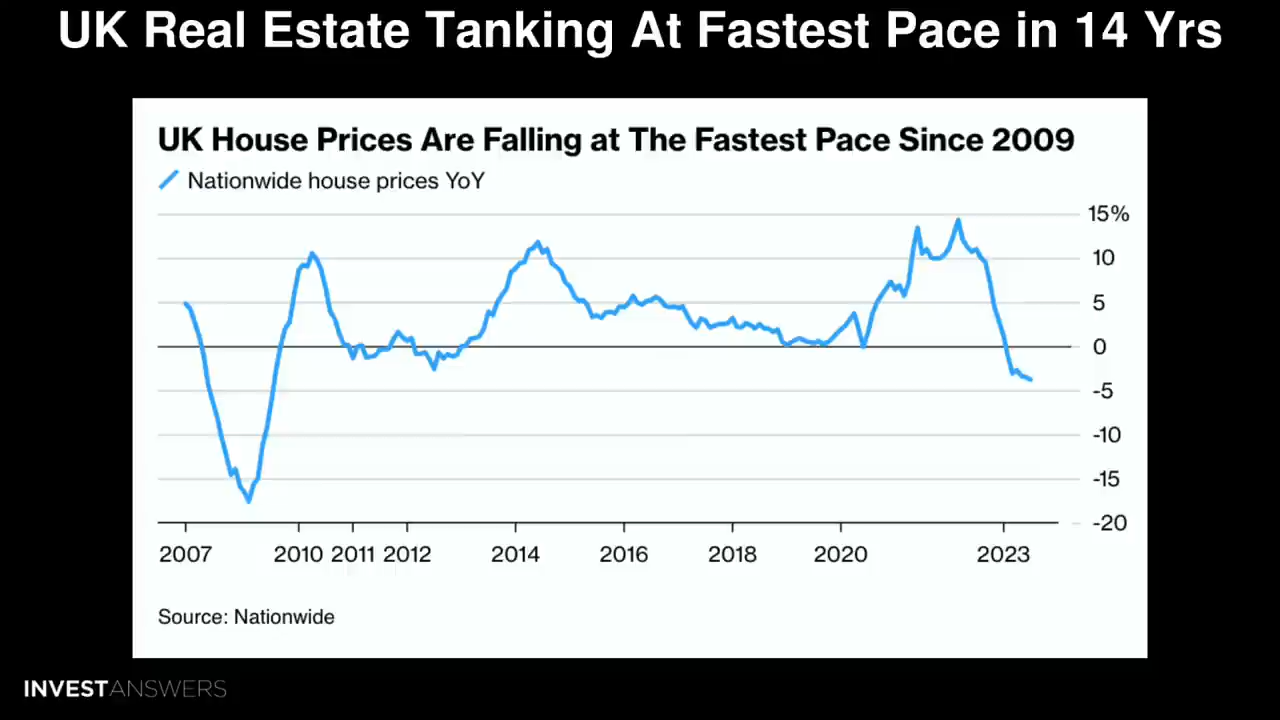 UK Real Estate Tanking At Fastest Pace in 14 Yrs
UK House Prices Are Falling at The Fastest Pace Since 2009
Nationwide house prices YoY
15%
10
5
0
-5
-10
-15
-20
2007 2010 2011 2012 2014 2016 2018 2020 2023
Source: Nationwide
INVESTANSWERS